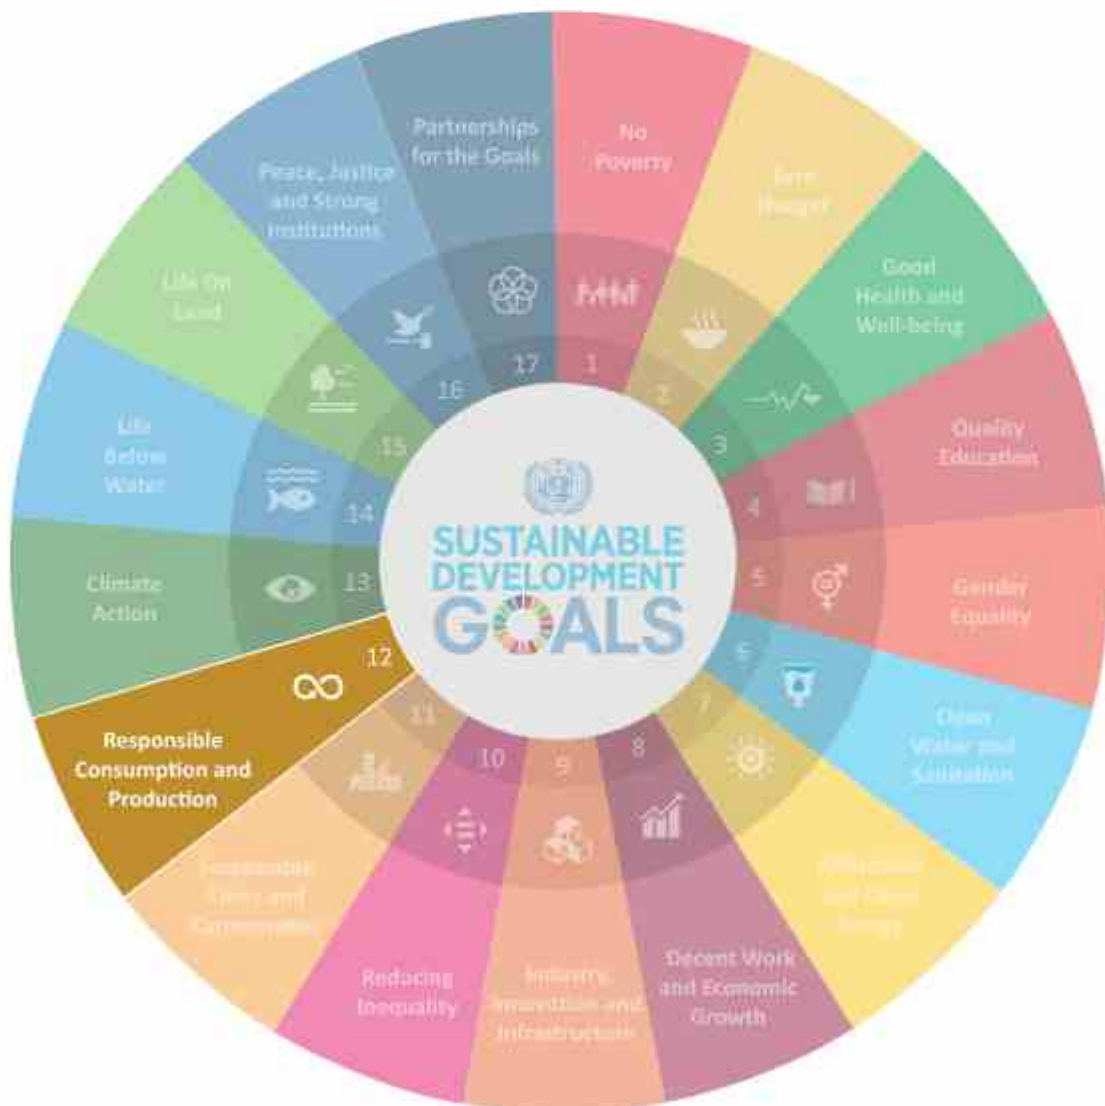 No
Poverty
1
Zero
Hunger
2
Good
Health and
Well-being
3
Quality
Education
4
Gender
Equality
5
Clean
Water and
Sanitation
6
Affordable
and Clean
Energy
7
Decent Work
and Economic
Growth
8
Industry,
Innovation and
Infrastructure
9
Reducing
Inequality
10
Sustainable
Cities and
Communities
11
Responsible
Consumption and
Production
12
Climate
Action
13
Life
Below
Water
14
Life On
Land
15
Peace, Justice
and Strong
Institutions
16
Partnerships
for the Goals
17
SUSTAINABLE
DEVELOPMENT
GOALS